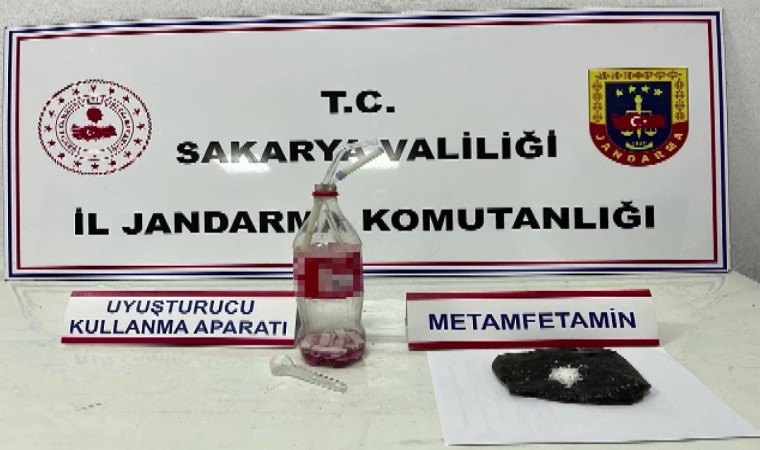 T.C.
SAKARYA VALİLİĞİ
İL JANDARMA KOMUTANLIĞI
JANDARMA
UYUŞTURUCU
KULLANMA APARATI
METAMFETAMİN